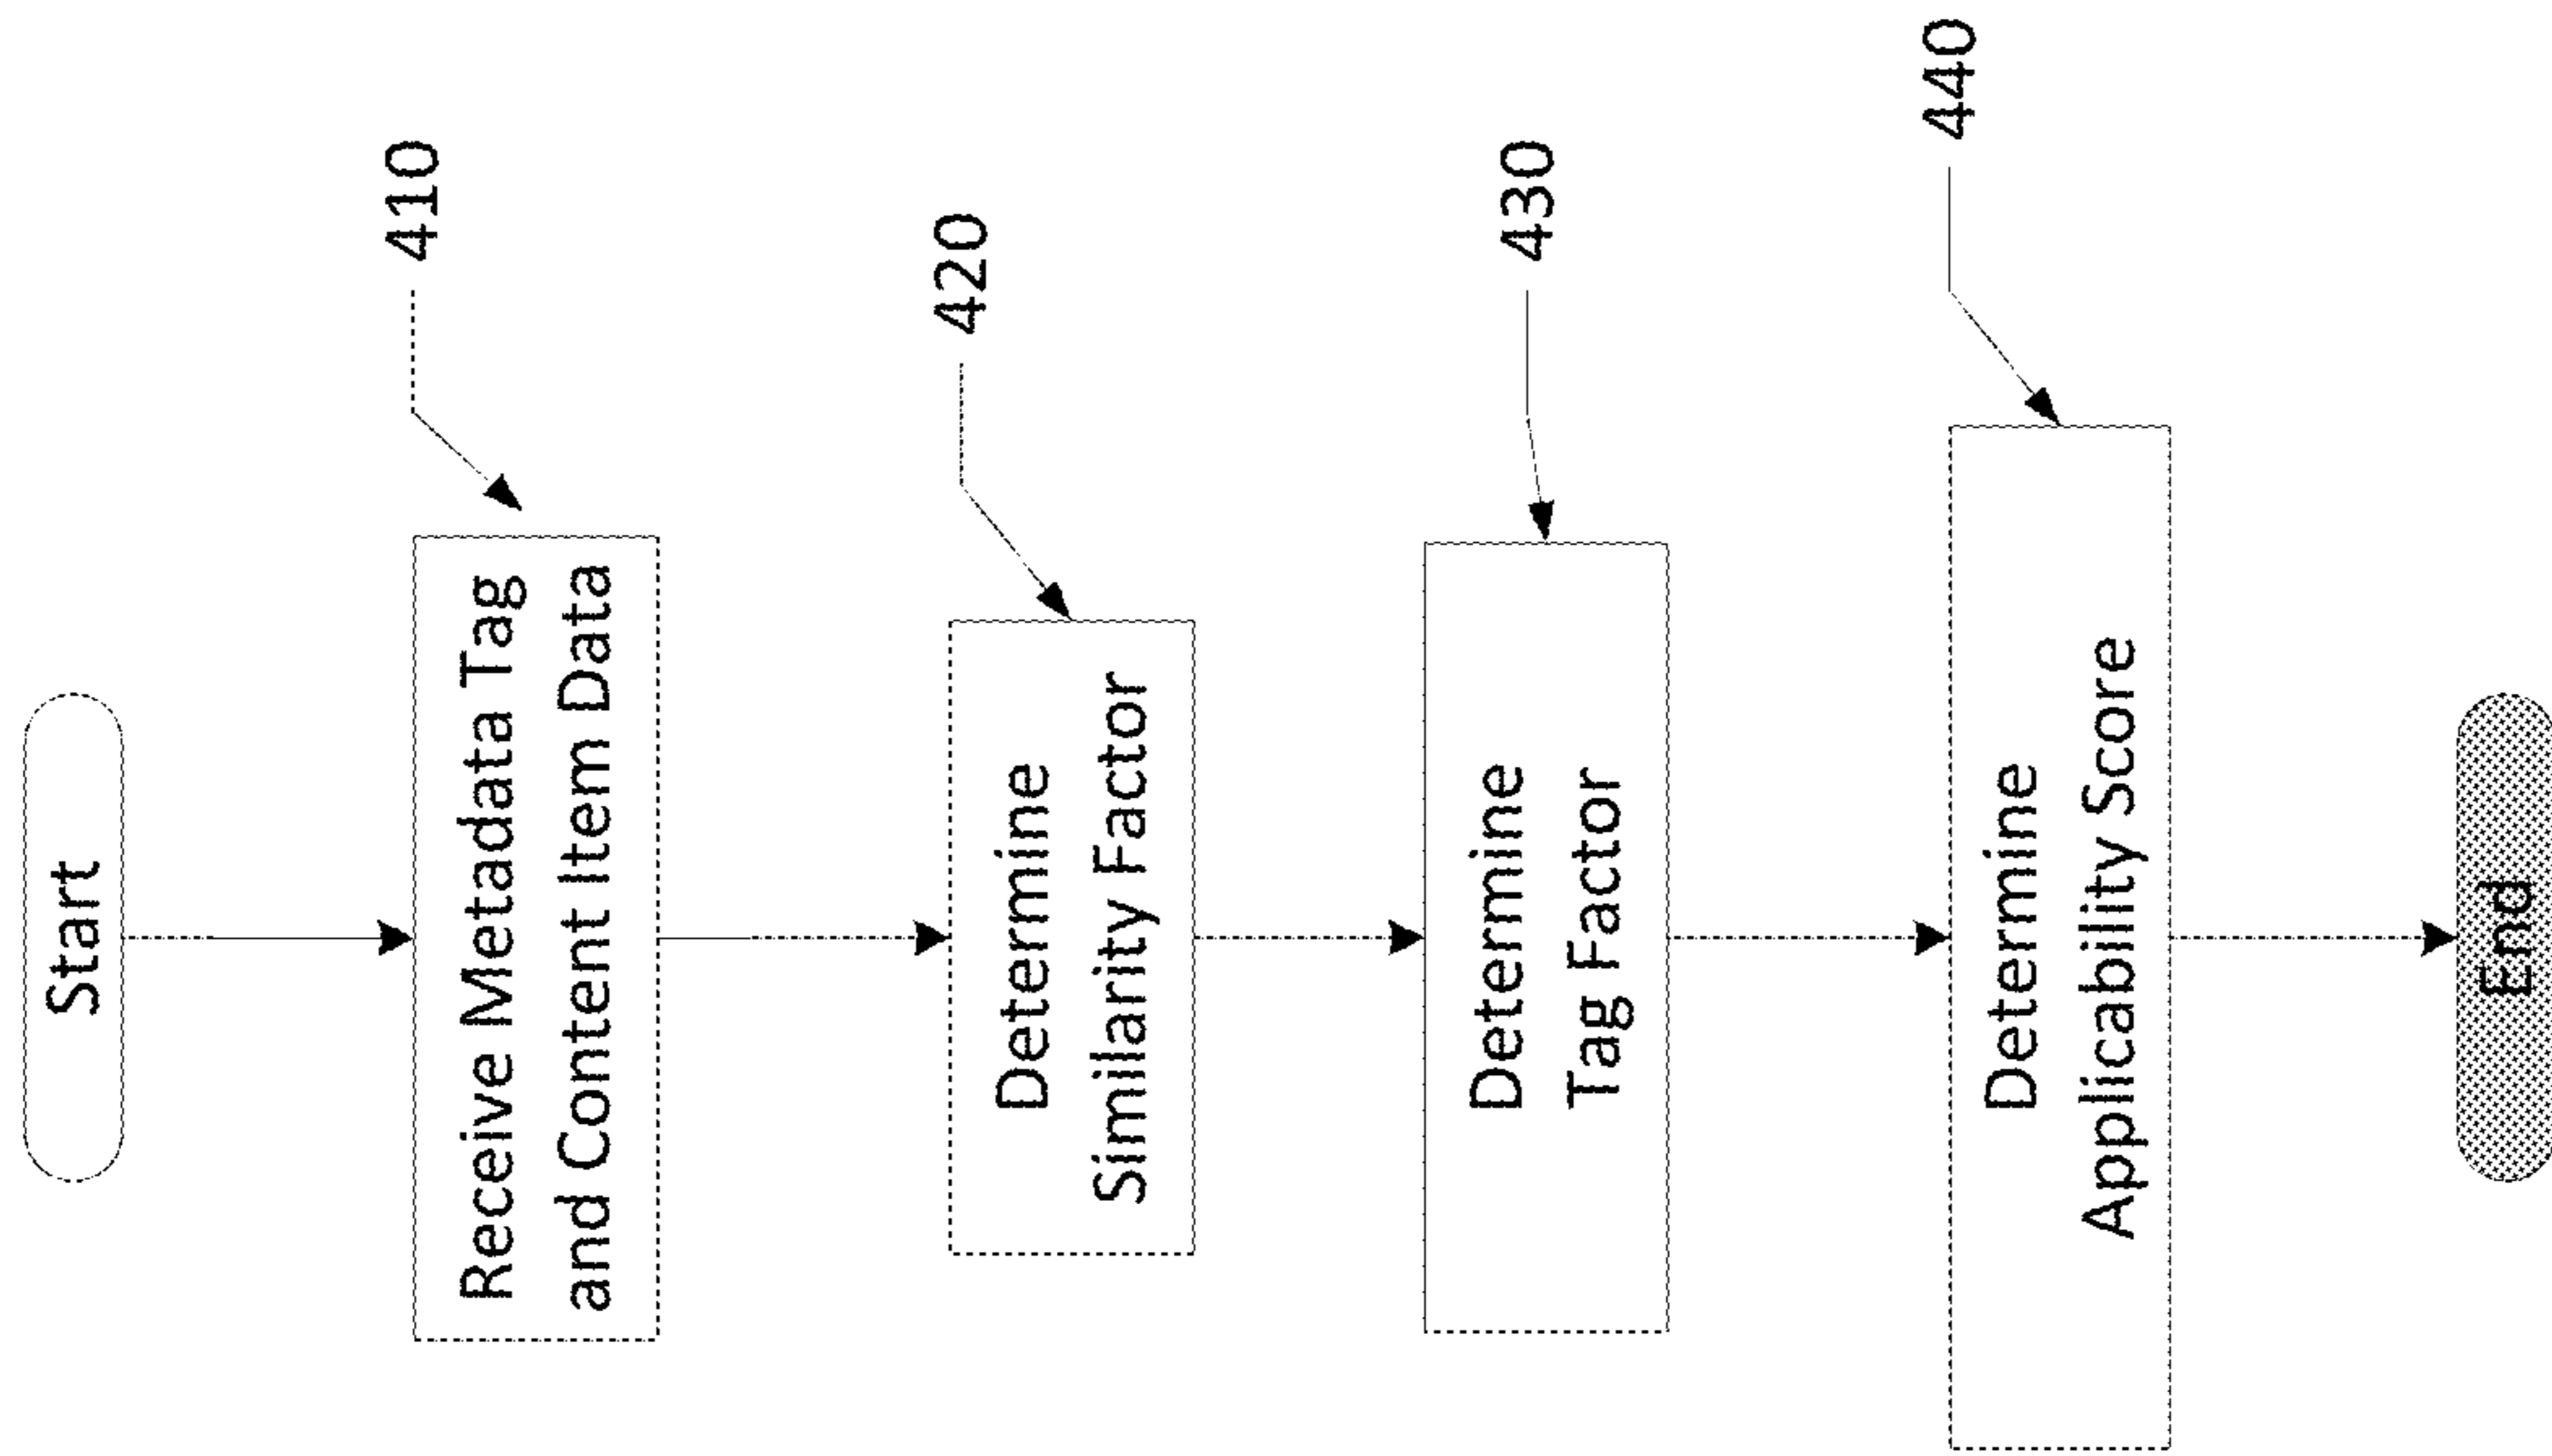 Start
410
Receive Metadata Tag
and Content Item Data
420
Determine
Similarity Factor
430
Determine
Tag Factor
440
Determine
Applicability Score
End